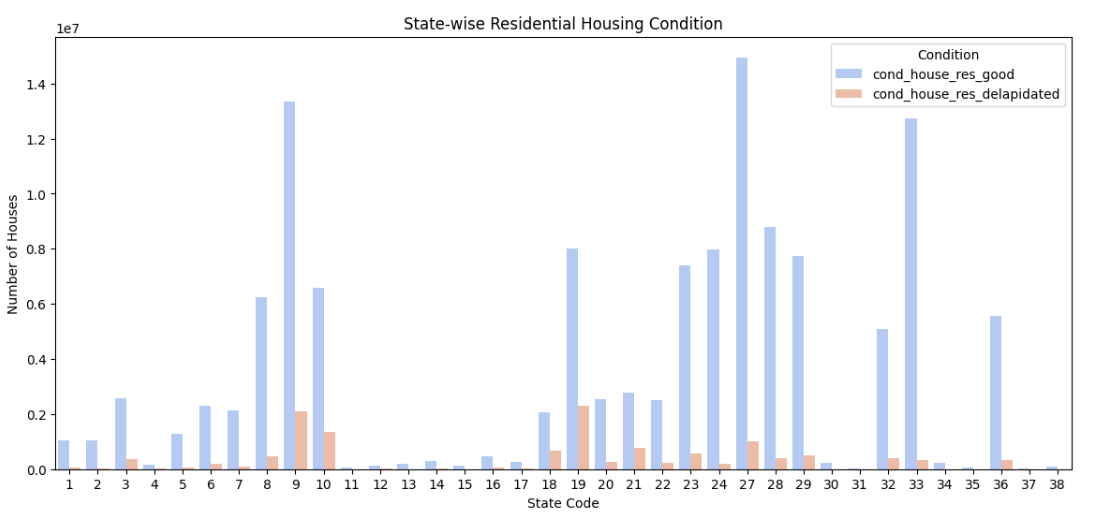 State-wise Residential Housing Condition
1e7
Condition
cond_house_res_good
cond_house_res_delapidated
1.4
1.2
1.0
0.8
0.6
0.4
0.2
0.0
Number of Houses
1 2 3 4 5 6 7 8 9 10 11 12 13 14 15 16 17 18 19 20 21 22 23 24 27 28 29 30 31 32 33 34 35 36 37 38
State Code